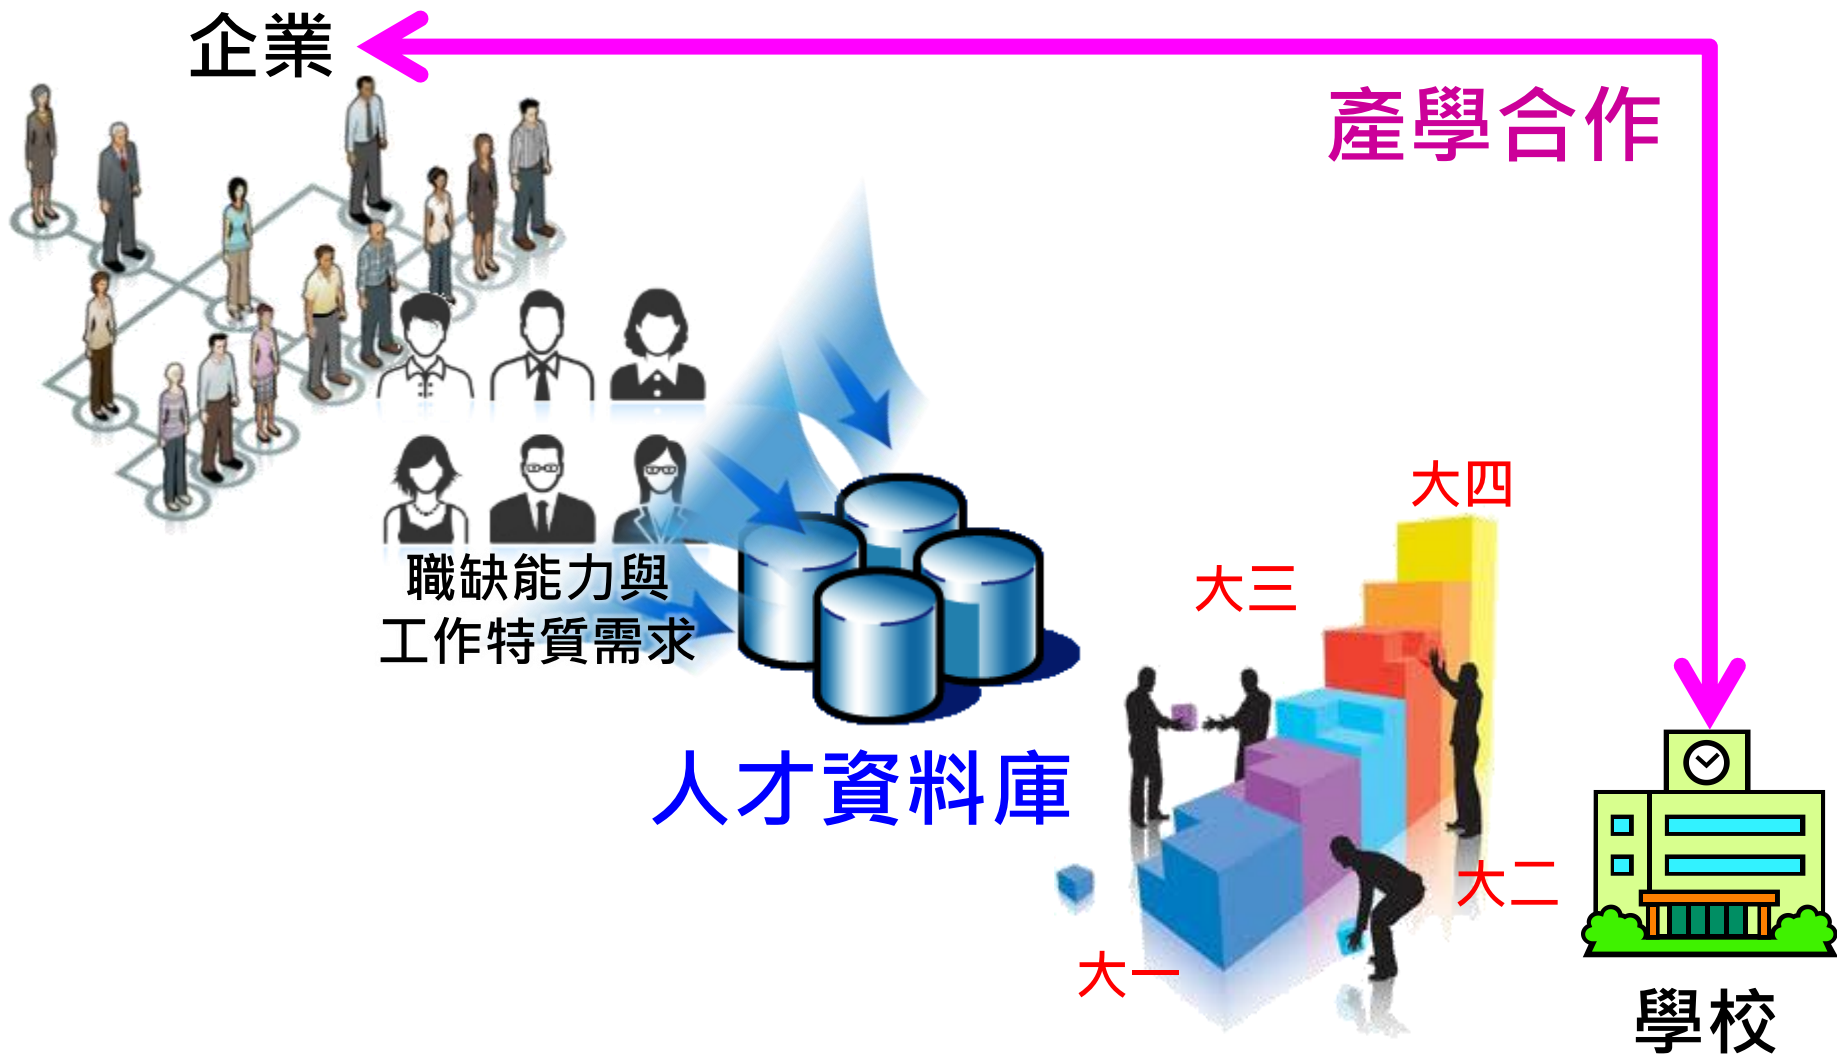 企業
產學合作
大四
職缺能力與
大三
工作特質需求
人才資料庫
大二
大一
學校